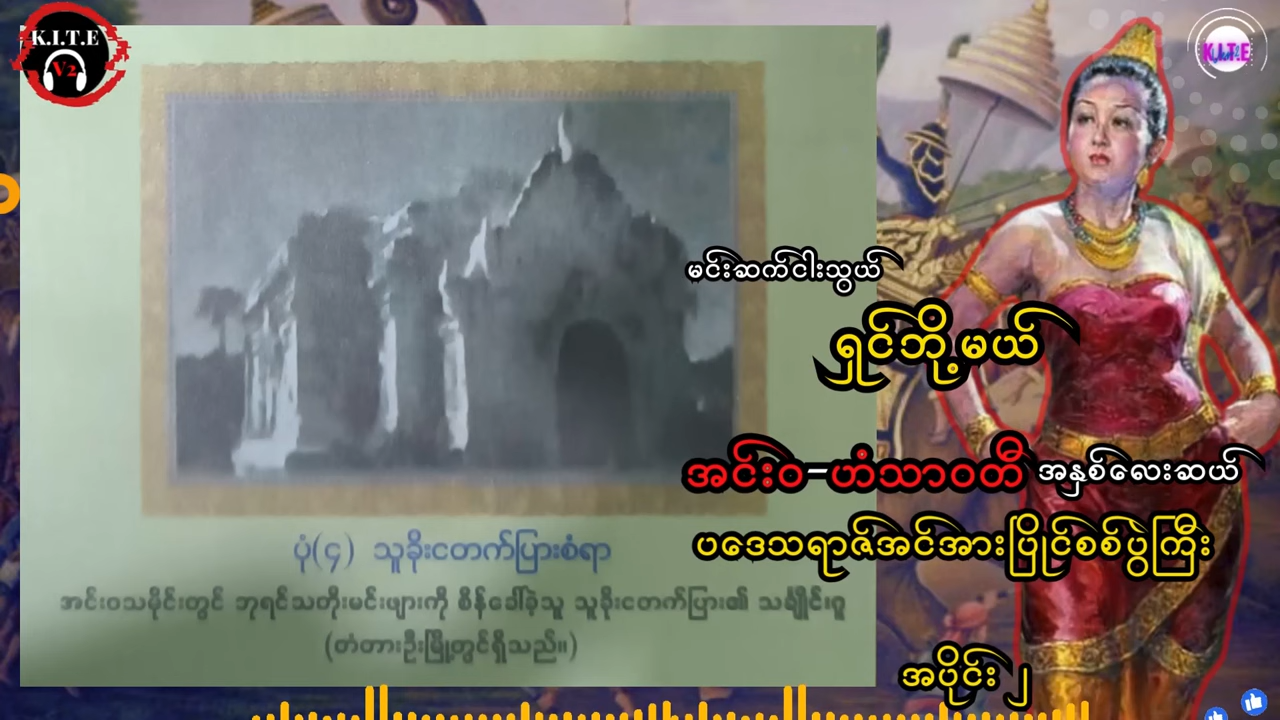 K.I.T.E
V2
K.I.T.E
မင်းဆက်ငါးသွယ်
ရှင်ဘို့မယ်
အင်းဝ-ဟံသာဝတီ အနှစ်လေးဆယ်
ပဒေသရာဇ်အင်အားပြိုင်စစ်ပွဲကြီး
ပုံ(၄) သူခိုးငတက်ပြားစံရာ
အင်းဝသမိုင်းတွင် ဘုရင်သတိုးမင်းဖျားကို စိန်ခေါ်ခဲ့သူ သူခိုးငတက်ပြား၏ သင်္ချိုင်းဂူ
(တံတားဦးမြို့တွင်ရှိသည်။)
အပိုင်း ၂